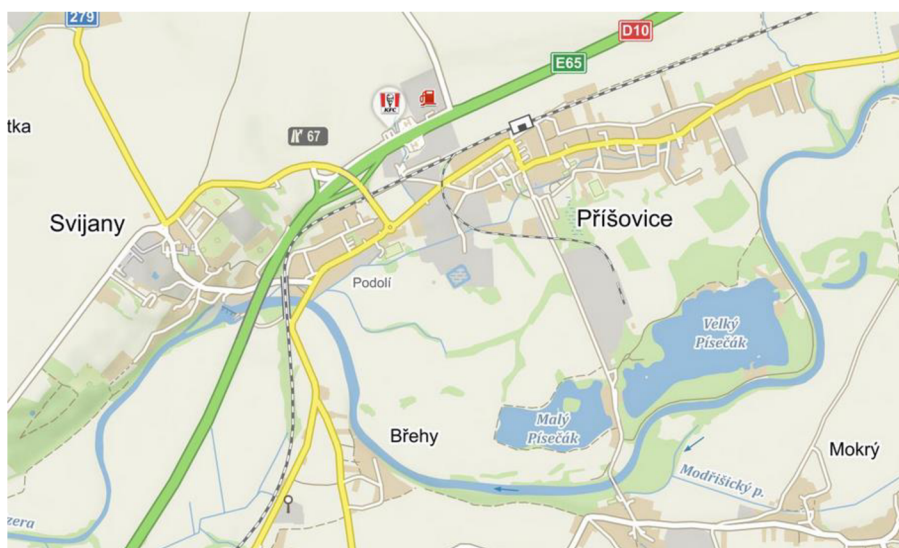 279
D10
E65
KFC
tka
67
Svijany
Příšovice
Podolí
Velký
Písečák
Malý
Písečák
Břehy
Mokrý
Modřišický p.
zera